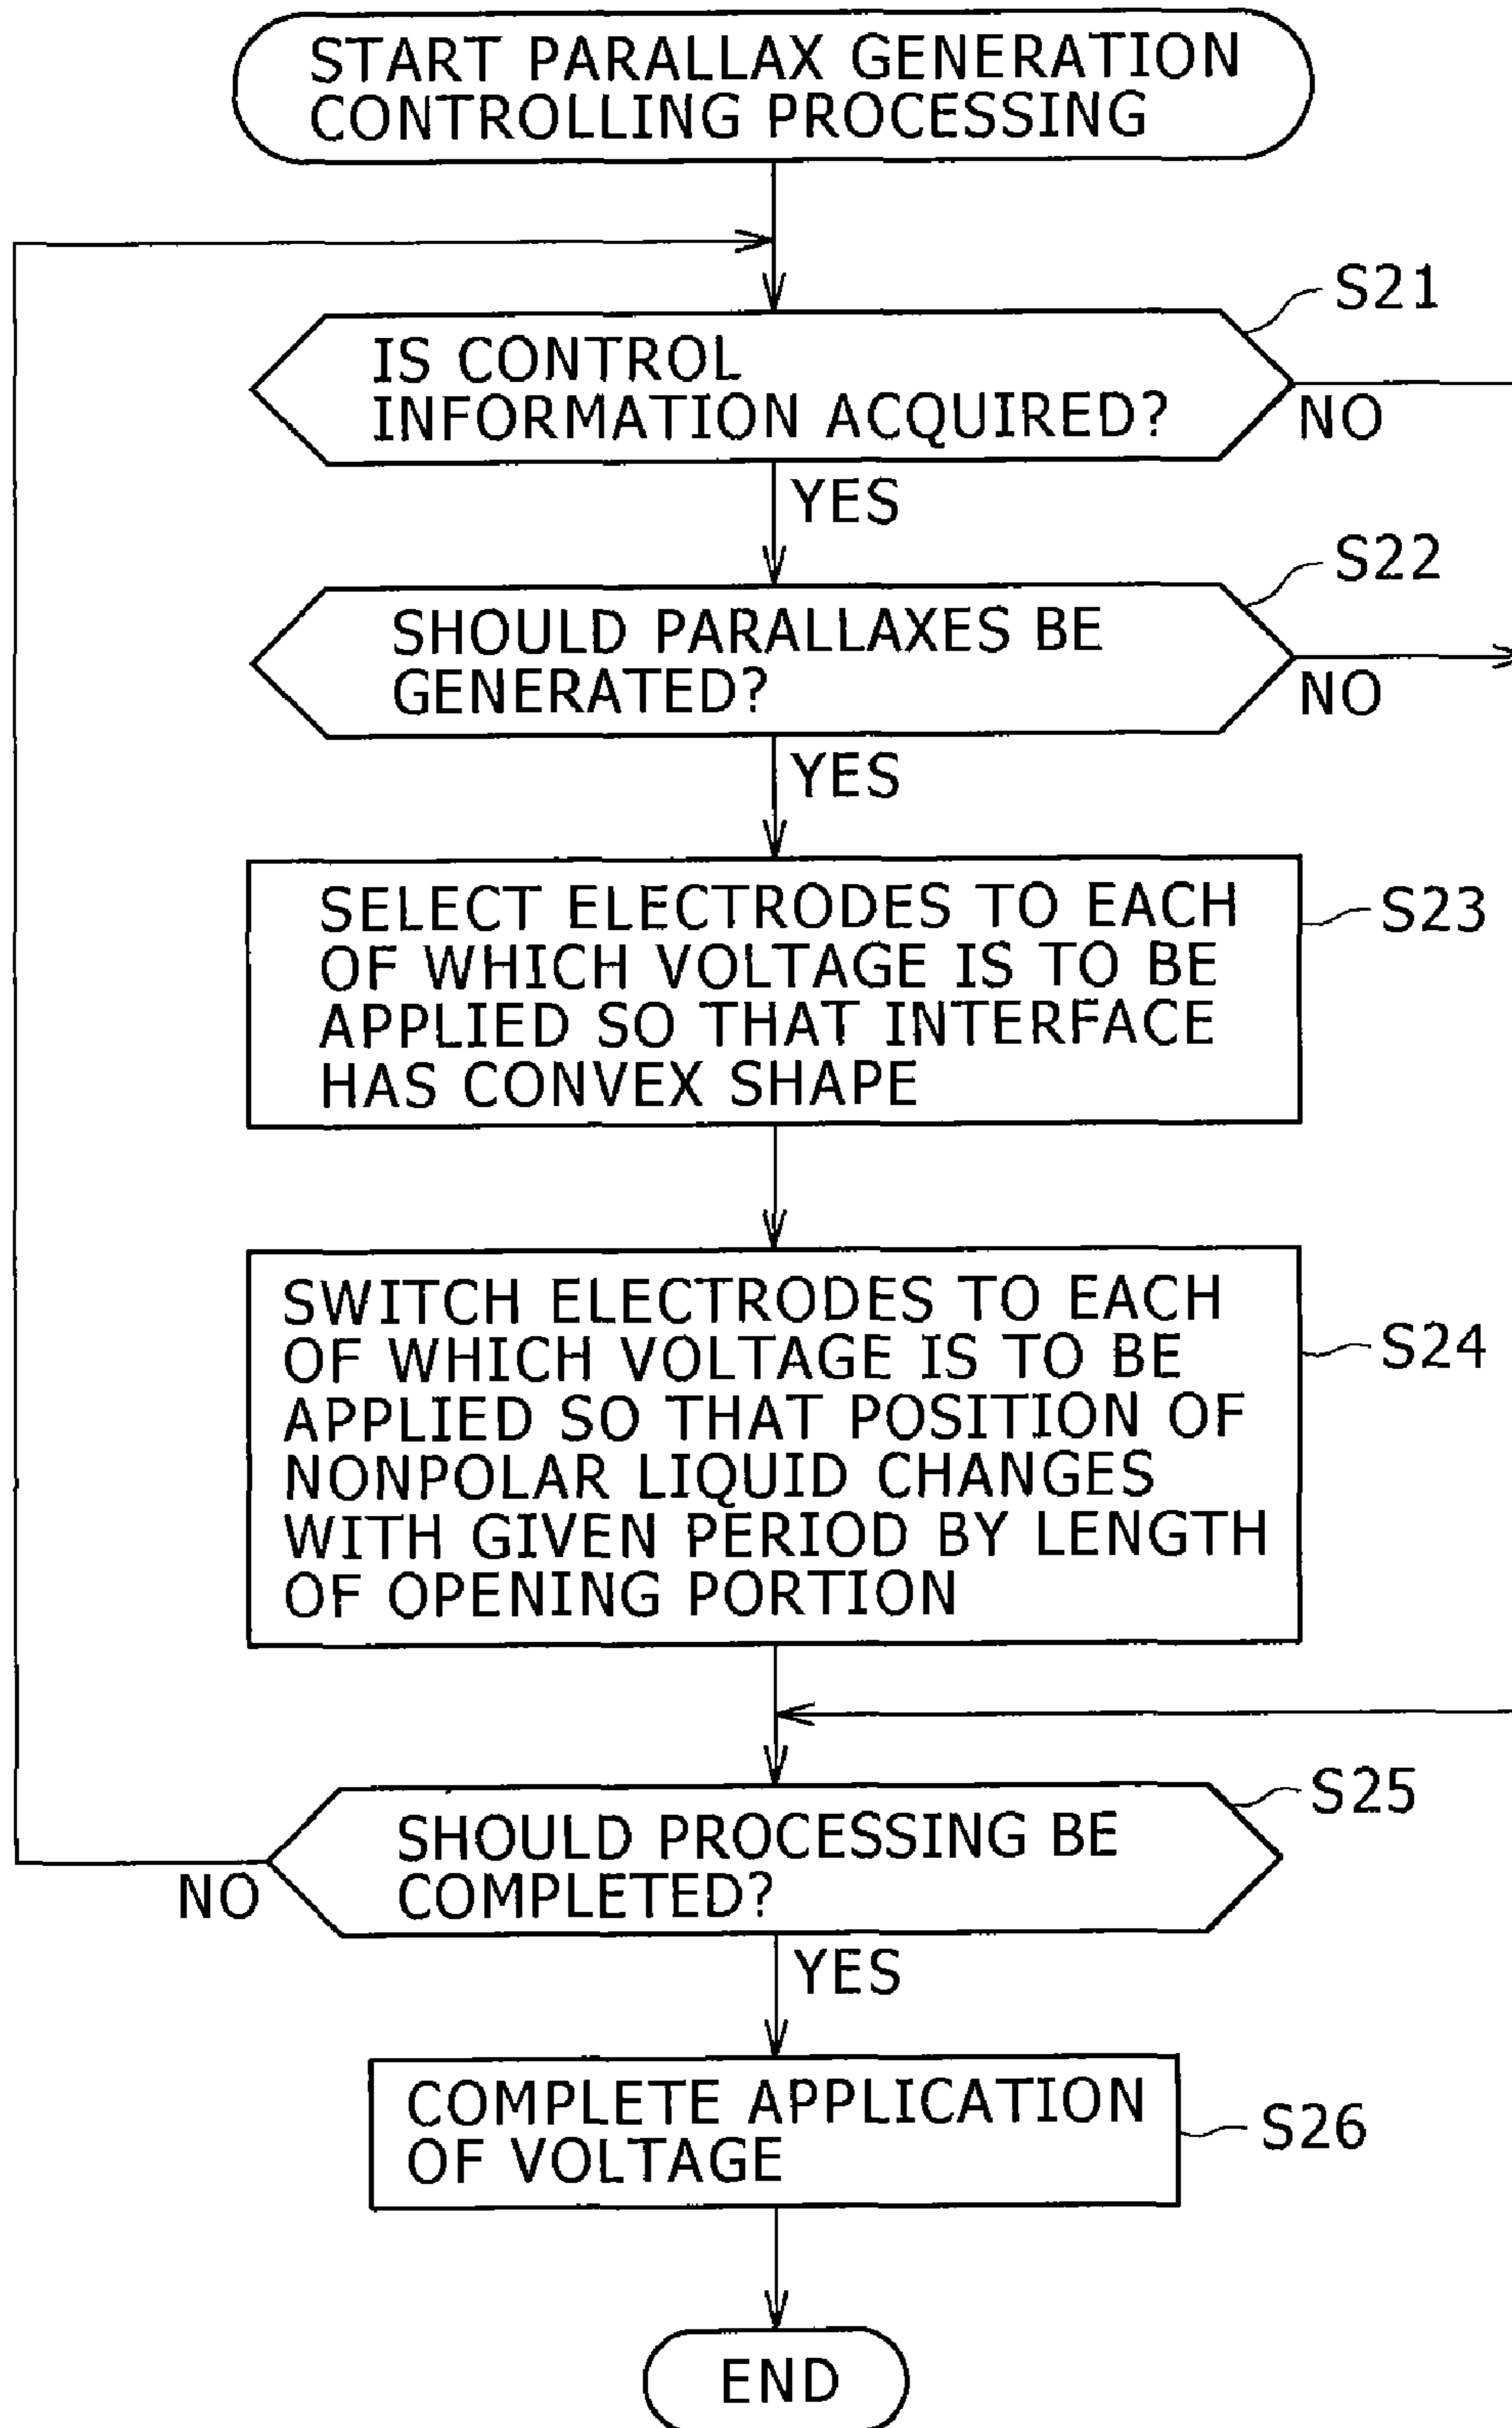 START PARALLAX GENERATION
CONTROLLING PROCESSING
S21
IS CONTROL
INFORMATION ACQUIRED?
NO
YES
S22
SHOULD PARALLAXES BE
GENERATED?
NO
YES
S23
SELECT ELECTRODES TO EACH
OF WHICH VOLTAGE IS TO BE
APPLIED SO THAT INTERFACE
HAS CONVEX SHAPE
S24
SWITCH ELECTRODES TO EACH
OF WHICH VOLTAGE IS TO BE
APPLIED SO THAT POSITION OF
NONPOLAR LIQUID CHANGES
WITH GIVEN PERIOD BY LENGTH
OF OPENING PORTION
S25
SHOULD PROCESSING BE
COMPLETED?
NO
YES
COMPLETE APPLICATION
OF VOLTAGE
S26
END